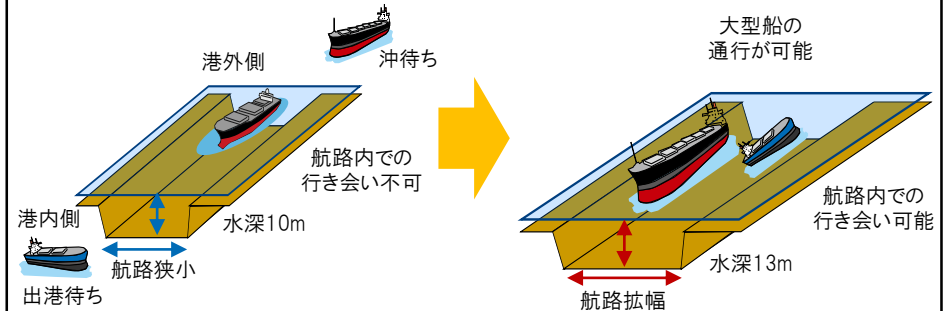 沖待ち
港外側
航路内での
行き会い不可
水深10m
港内側
航路狭小
出港待ち
大型船の
通行が可能
航路内での
行き会い可能
水深13m
航路拡幅